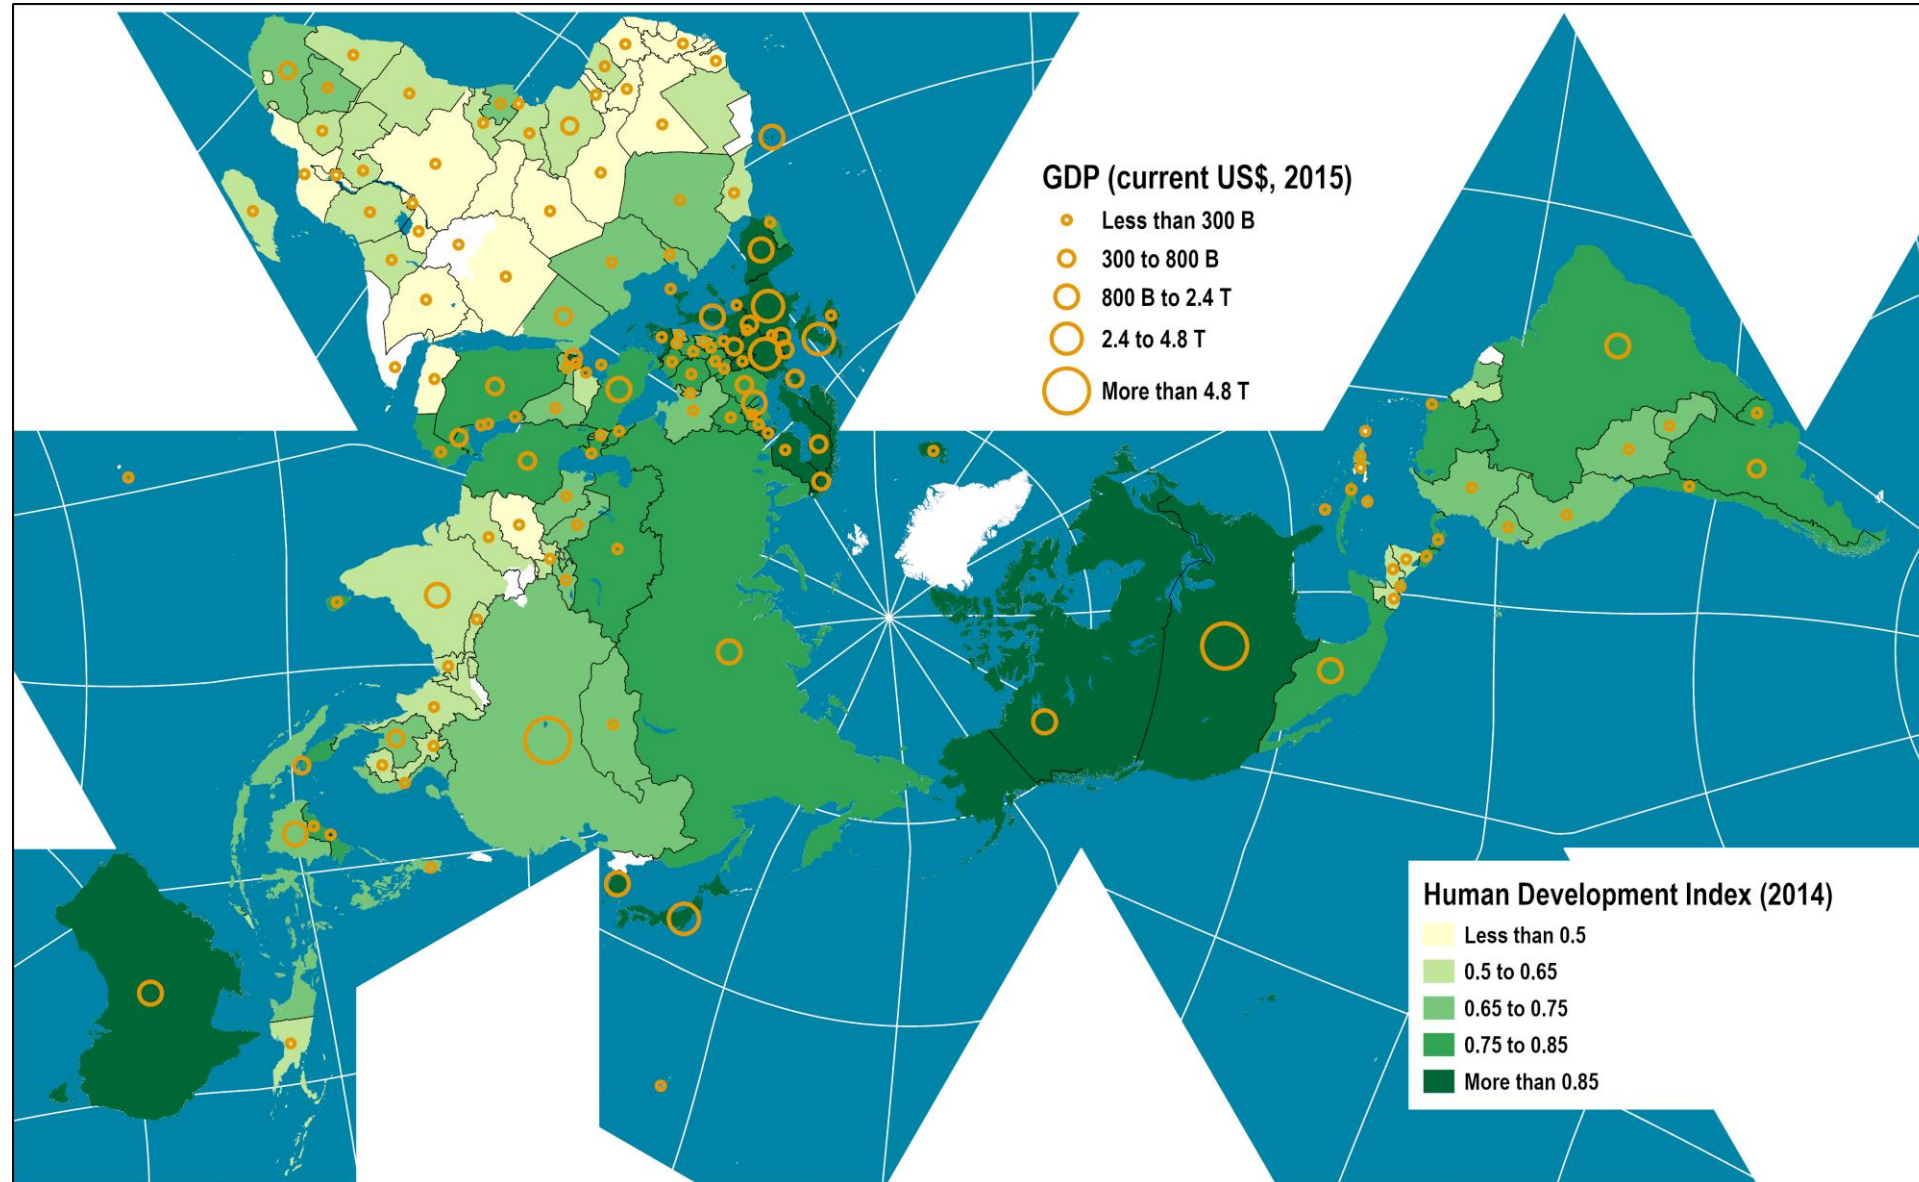 GDP (current US$, 2015)
Less than 300 B
300 to 800 B
800 B to 2.4 T
2.4 to 4.8 T
More than 4.8 T
Human Development Index (2014)
Less than 0.5
0.5 to 0.65
0.65 to 0.75
0.75 to 0.85
More than 0.85